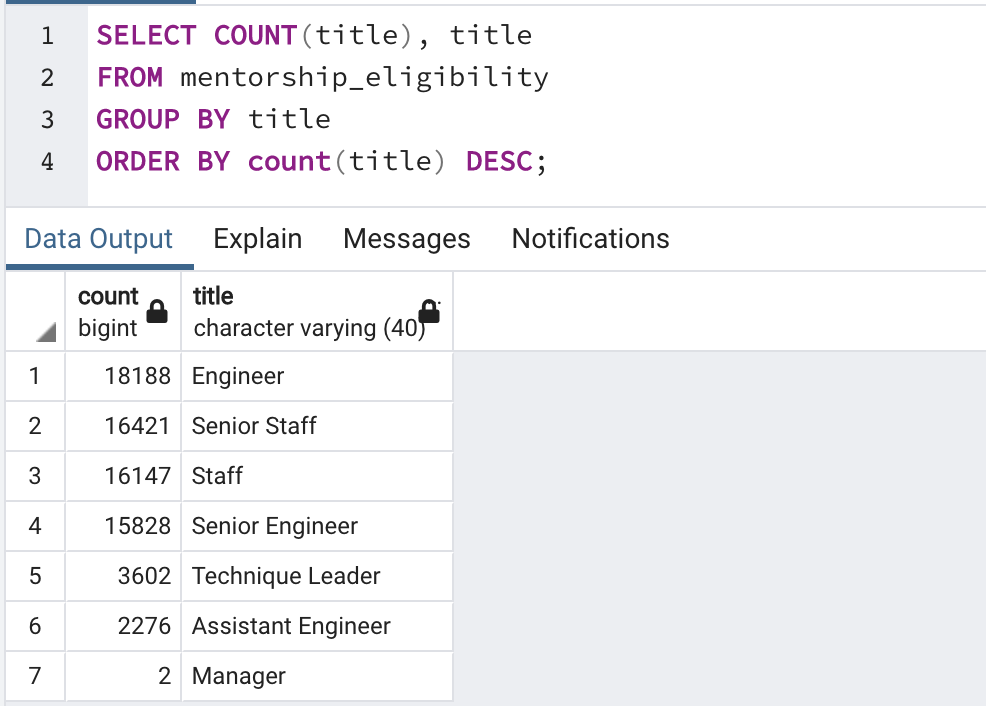 1 SELECT COUNT(title), title
2 FROM mentorship_eligibility
3 GROUP BY title
4 ORDER BY count(title) DESC;
Data Output Explain Messages Notifications
count title
bigint character varying (40)
1 18188 Engineer
2 16421 Senior Staff
3 16147 Staff
4 15828 Senior Engineer
5 3602 Technique Leader
6 2276 Assistant Engineer
7 2 Manager